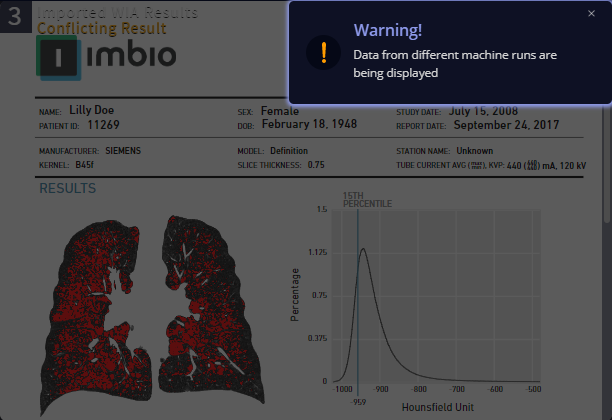 3
Imported WIA Results
Conflicting Result
Warning!
Data from different machine runs are
being displayed
I imbio
NAME: Lilly Doe
SEX: Female
STUDY DATE: July 15, 2008
PATIENT ID: 11269
DOB: February 18, 1948
REPORT DATE: September 24, 2017
MANUFACTURER: SIEMENS
MODEL: Definition
STATION NAME: Unknown
KERNEL: B45f
SLICE THICKNESS: 0.75
TUBE CURRENT AVG, KVP: 440 mA, 120 kV
RESULTS
15TH
PERCENTILE
1.5
1.125
0.75
0.375
0
Percentage
-1000 -900 -800 -700 -600 -500
-959
Hounsfield Unit